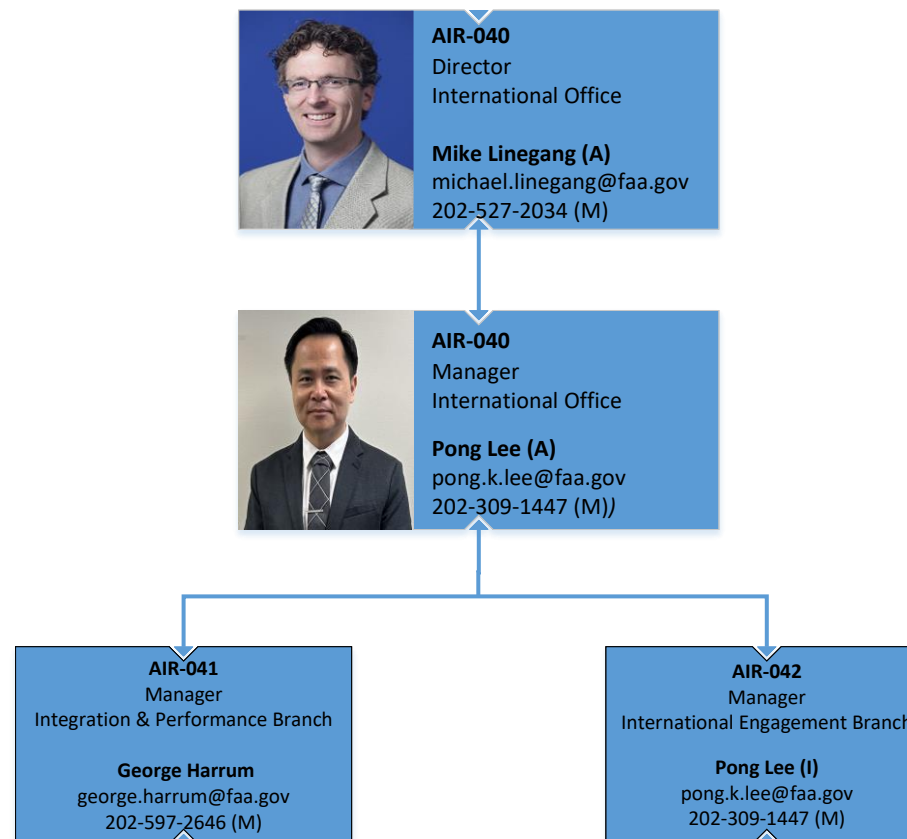 AIR-040
Director
International Office
Mike Linegang (A)
michael.linegang@faa.gov
202-527-2034 (M)
AIR-040
Manager
International Office
Pong Lee (A)
pong.k.lee@faa.gov
202-309-1447 (M))
AIR-041
Manager
Integration & Performance Branch
George Harrum
george.harrum@faa.gov
202-597-2646 (M)
AIR-042
Manager
International Engagement Branch
Pong Lee (I)
pong.k.lee@faa.gov
202-309-1447 (M)